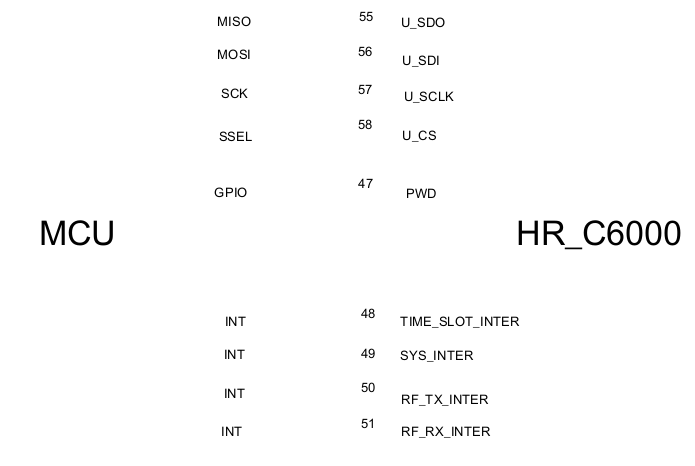 MISO 55 U_SDO
MOSI 56 U_SDI
SCK 57 U_SCLK
SSEL 58 U_CS
GPIO 47 PWD
MCU HR_C6000
INT 48 TIME_SLOT_INTER
INT 49 SYS_INTER
INT 50 RF_TX_INTER
INT 51 RF_RX_INTER